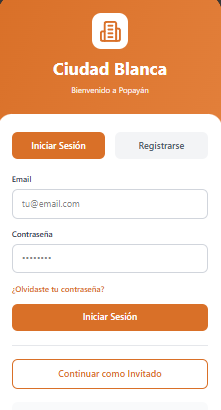 Ciudad Blanca
Bienvenido a Popayán
Iniciar Sesión
Registrarse
Email
tu@email.com
Contraseña
••••••••
¿Olvidaste tu contraseña?
Iniciar Sesión
Continuar como Invitado